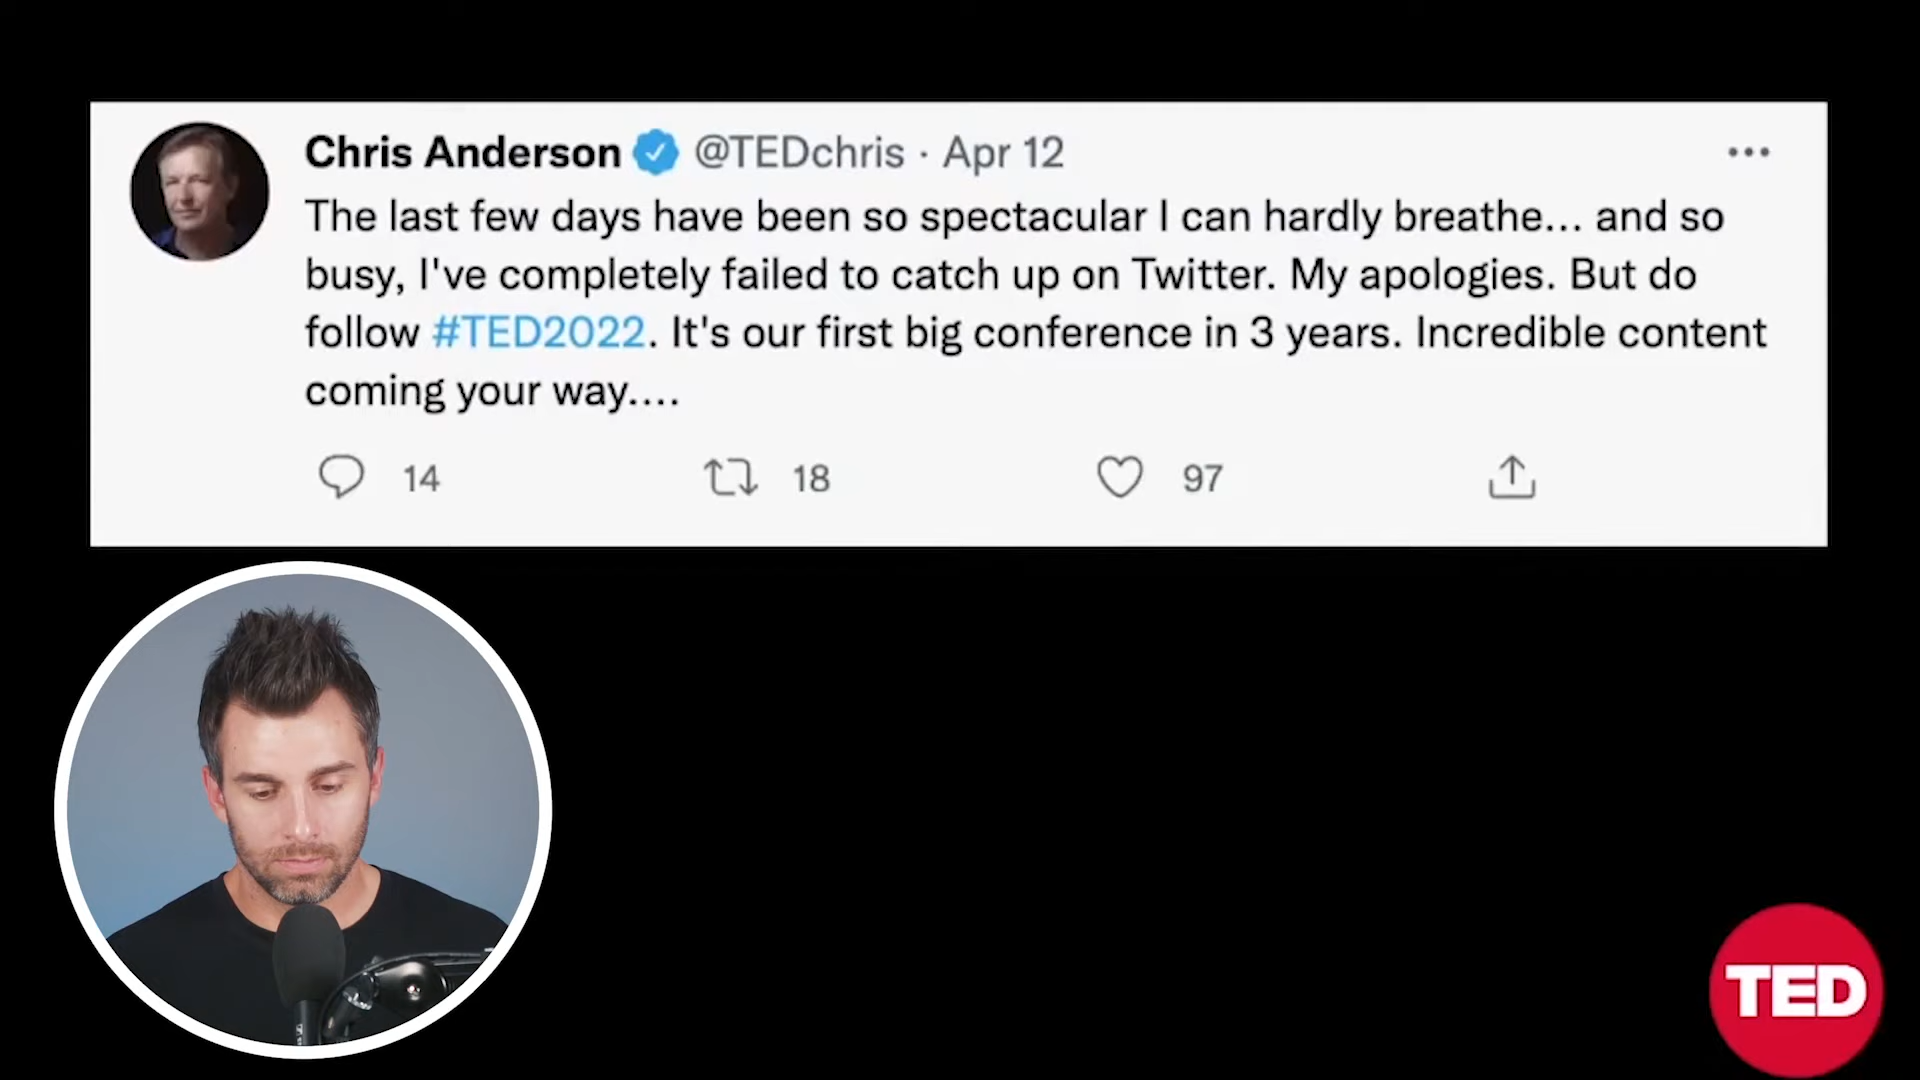 Chris Anderson @TEDchris · Apr 12
The last few days have been so spectacular I can hardly breathe... and so
busy, I've completely failed to catch up on Twitter. My apologies. But do
follow #TED2022. It's our first big conference in 3 years. Incredible content
coming your way....
14 18 97
TED